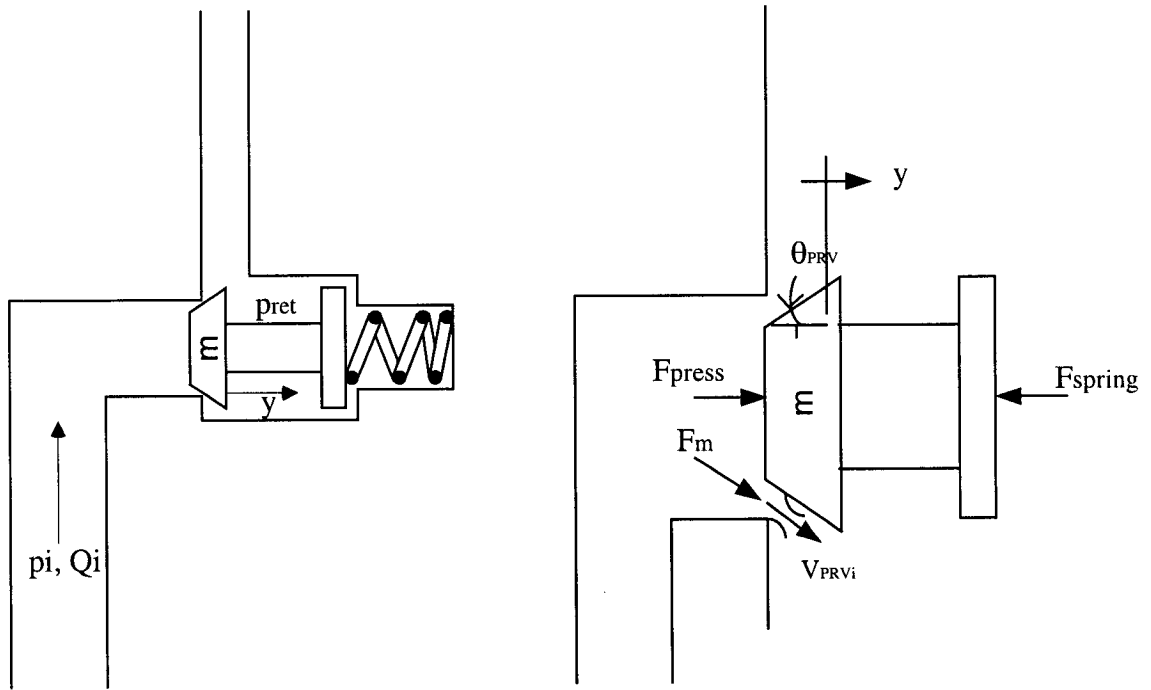 pret
m
y
pi, Qi
y
θPRV
Fpress
m
Fspring
Fm
VPRVi